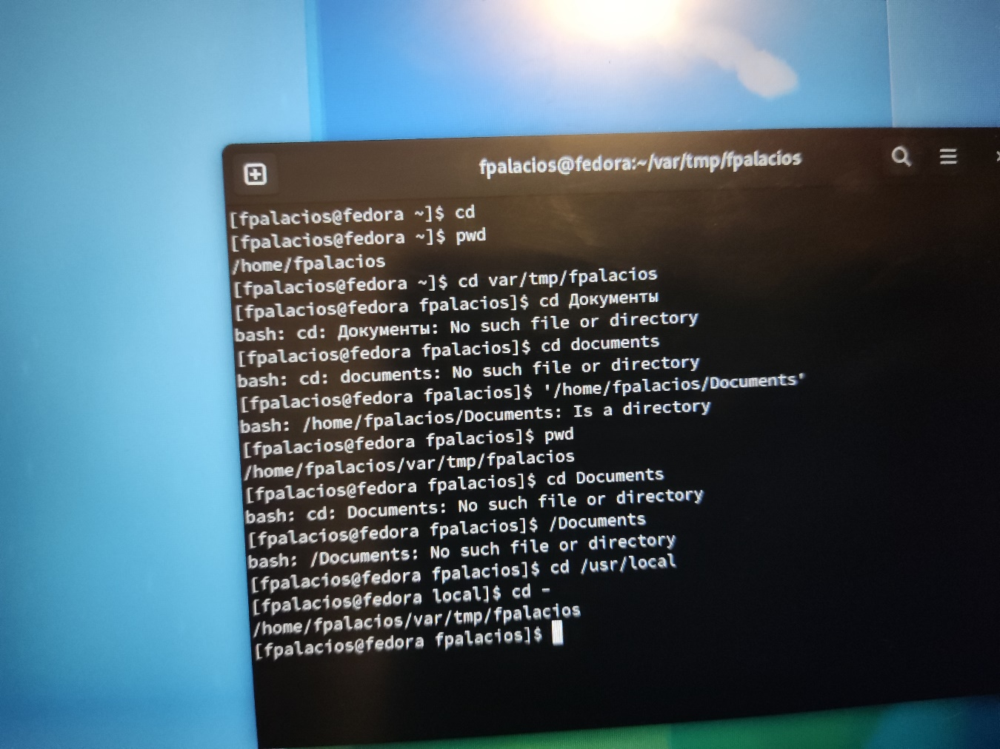 fpalacios@fedora:~/var/tmp/fpalacios
[fpalacios@fedora ~]$ cd
[fpalacios@fedora ~]$ pwd
/home/fpalacios
[fpalacios@fedora ~]$ cd var/tmp/fpalacios
[fpalacios@fedora fpalacios]$ cd Документы
bash: cd: Документы: No such file or directory
[fpalacios@fedora fpalacios]$ cd documents
bash: cd: documents: No such file or directory
[fpalacios@fedora fpalacios]$ '/home/fpalacios/Documents'
bash: /home/fpalacios/Documents: Is a directory
[fpalacios@fedora fpalacios]$ pwd
/home/fpalacios/var/tmp/fpalacios
[fpalacios@fedora fpalacios]$ cd Documents
bash: cd: Documents: No such file or directory
[fpalacios@fedora fpalacios]$ /Documents
bash: /Documents: No such file or directory
[fpalacios@fedora fpalacios]$ cd /usr/local
[fpalacios@fedora local]$ cd -
/home/fpalacios/var/tmp/fpalacios
[fpalacios@fedora fpalacios]$